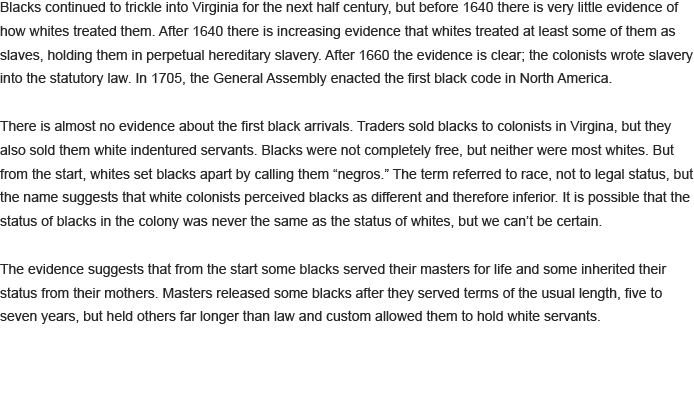 Blacks continued to trickle into Virginia for the next half century, but before 1640 there is very little evidence of
how whites treated them. After 1640 there is increasing evidence that whites treated at least some of them as
slaves, holding them in perpetual hereditary slavery. After 1660 the evidence is clear; the colonists wrote slavery
into the statutory law. In 1705, the General Assembly enacted the first black code in North America.

There is almost no evidence about the first black arrivals. Traders sold blacks to colonists in Virgina, but they
also sold them white indentured servants. Blacks were not completely free, but neither were most whites. But
from the start, whites set blacks apart by calling them “negros.” The term referred to race, not to legal status, but
the name suggests that white colonists perceived blacks as different and therefore inferior. It is possible that the
status of blacks in the colony was never the same as the status of whites, but we can’t be certain.

The evidence suggests that from the start some blacks served their masters for life and some inherited their
status from their mothers. Masters released some blacks after they served terms of the usual length, five to
seven years, but held others far longer than law and custom allowed them to hold white servants.